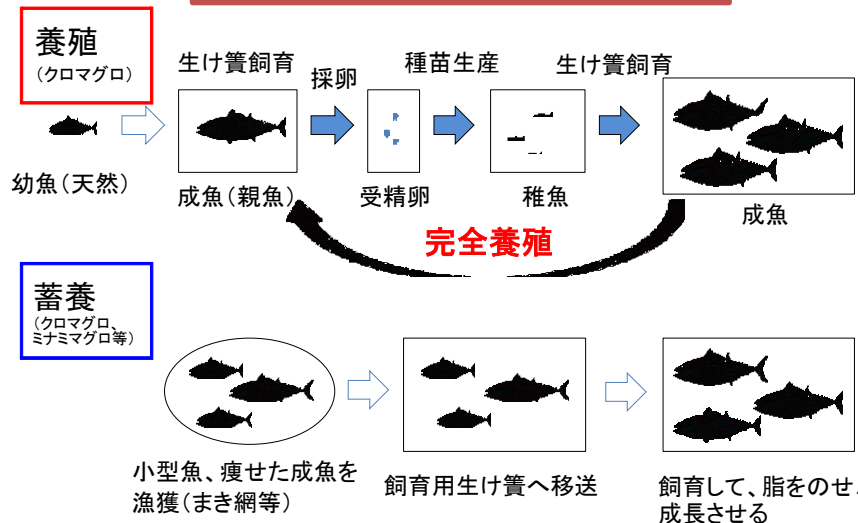 養殖
(クロマグロ)
生け簀飼育
採卵
種苗生産
生け簀飼育
幼魚(天然)
成魚(親魚)
受精卵
稚魚
成魚
完全養殖
蓄養
(クロマグロ、
ミナミマグロ等)
小型魚、痩せた成魚を
漁獲(まき網等)
飼育用生け簀へ移送
飼育して、脂をのせ、
成長させる